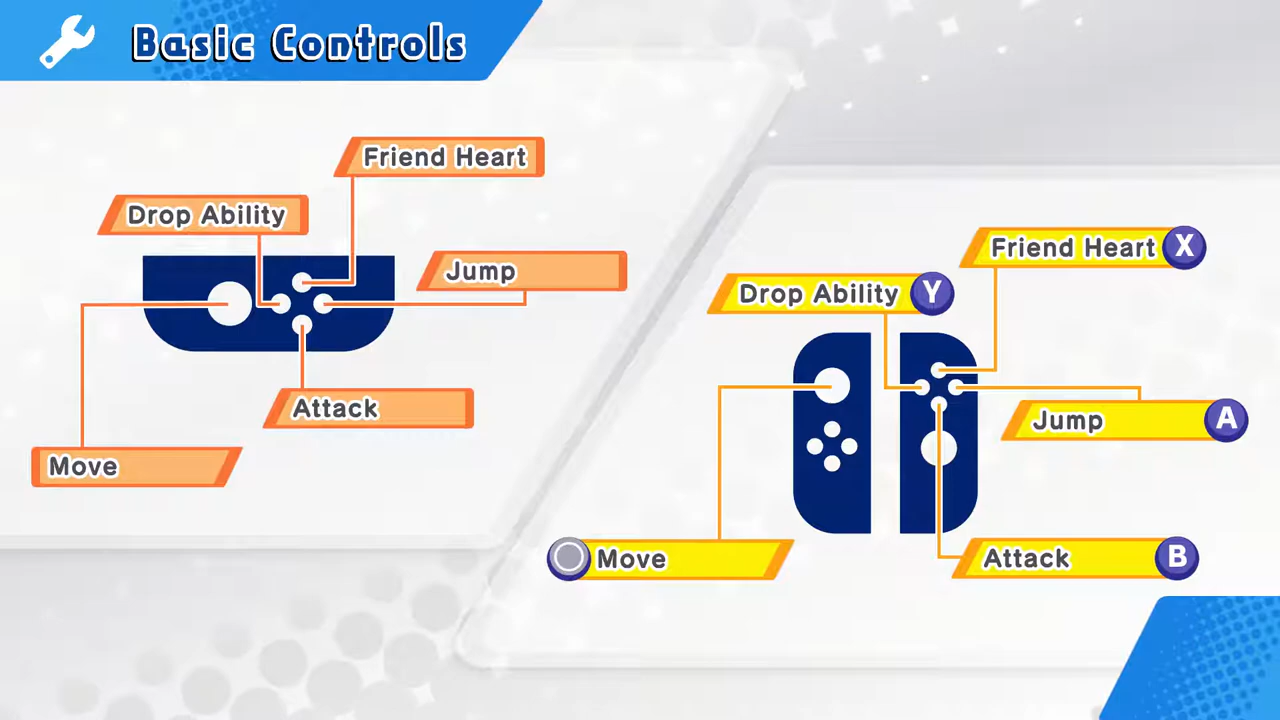 Basic Controls
Friend Heart
Drop Ability
Jump
Attack
Move
Friend Heart X
Drop Ability Y
Jump A
Move
Attack B